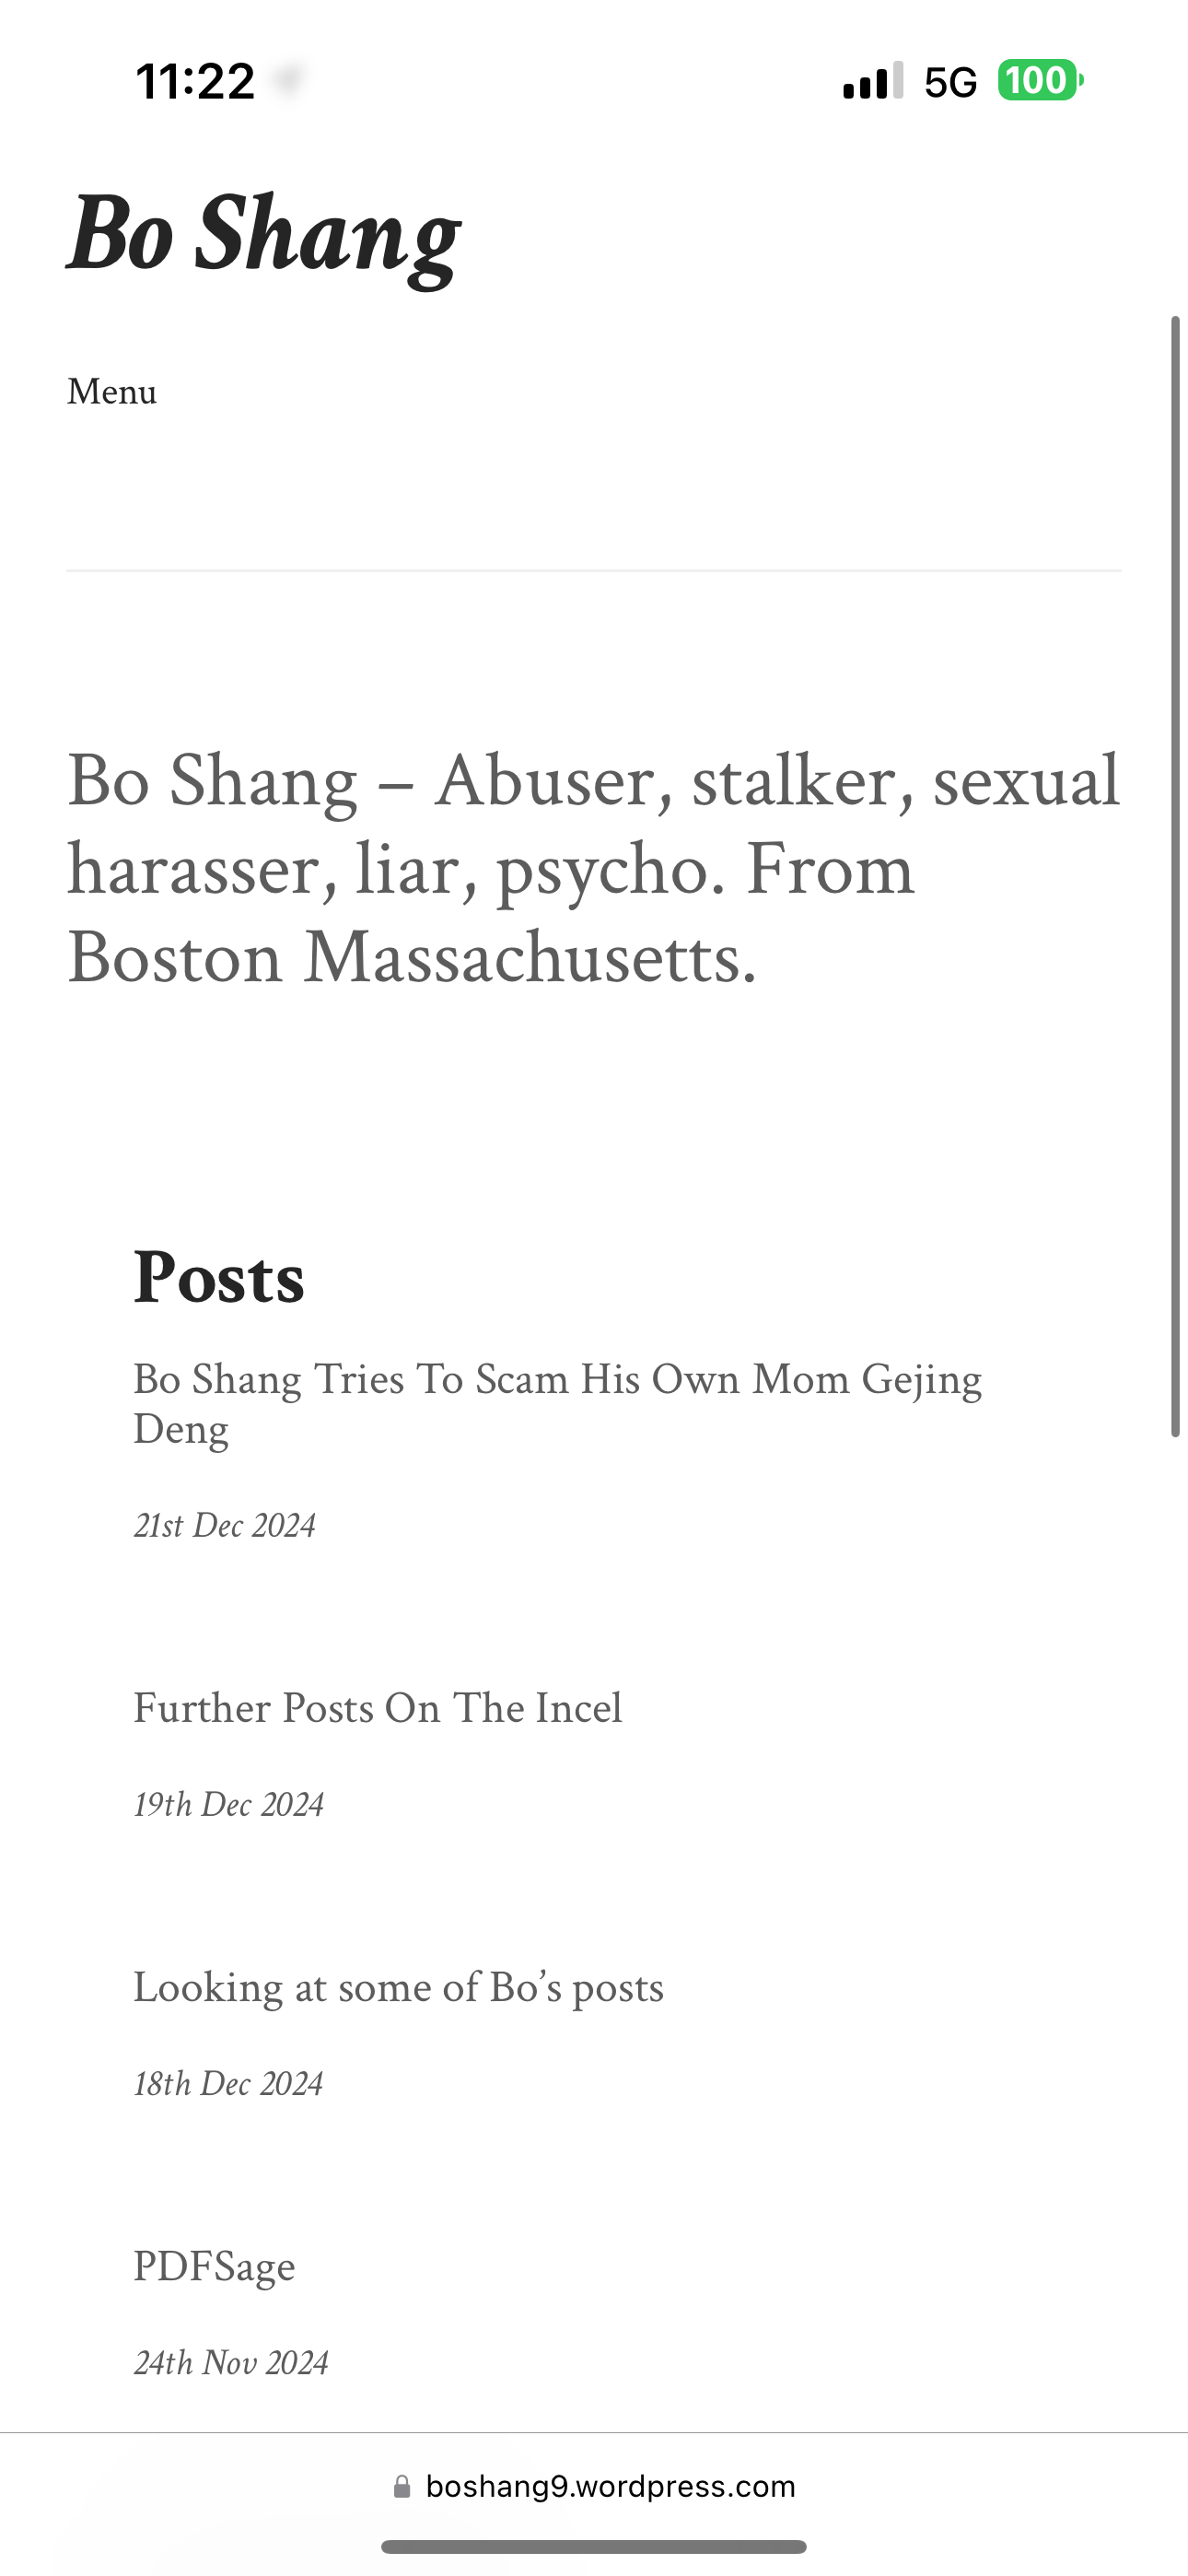 11:22
5G
100
Bo Shang
Menu
Bo Shang – Abuser, stalker, sexual
harasser, liar, psycho. From
Boston Massachusetts.
Posts
Bo Shang Tries To Scam His Own Mom Gejing
Deng
21st Dec 2024
Further Posts On The Incel
19th Dec 2024
Looking at some of Bo’s posts
18th Dec 2024
PDFSage
24th Nov 2024
boshang9.wordpress.com